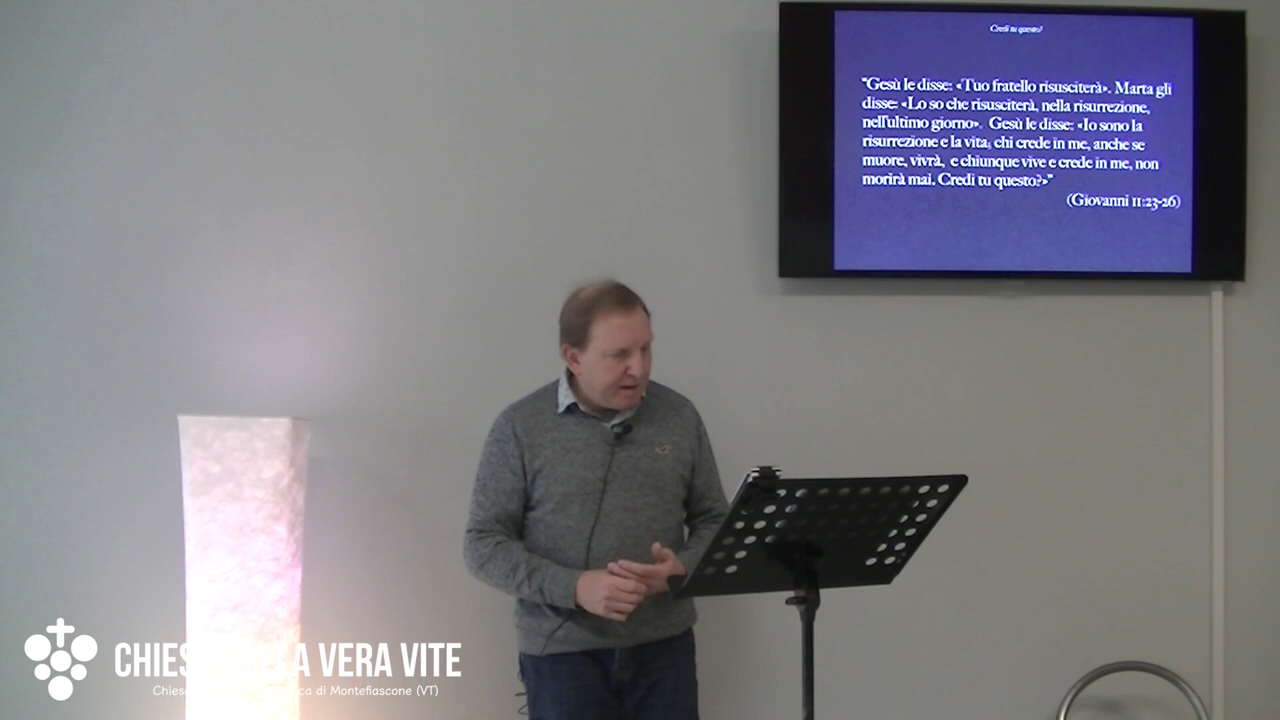 Credi tu questo?
"Gesù le disse: «Tuo fratello risusciterà». Marta gli
disse: «Lo so che risusciterà, nella risurrezione,
nell'ultimo giorno». Gesù le disse: «Io sono la
risurrezione e la vita; chi crede in me, anche se
muore, vivrà, e chiunque vive e crede in me, non
morirà mai. Credi tu questo?»"
(Giovanni 11:23-26)
CHIES A VERA VITE
Chiesa ca di Montefiascone (VT)